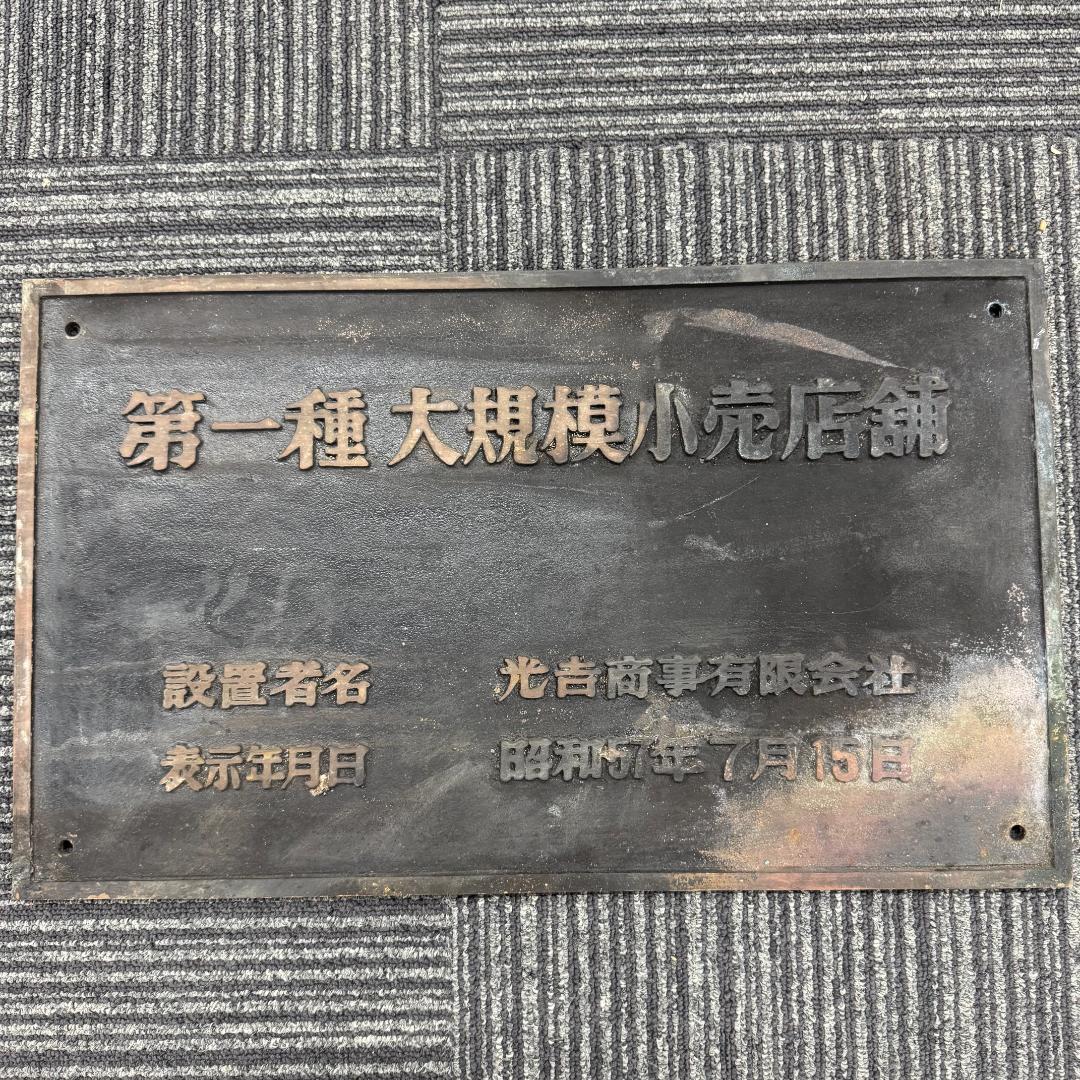 第一種大規模小売店舗
設置者名 光吉商事有限会社
表示年月日 昭和57年7月15日